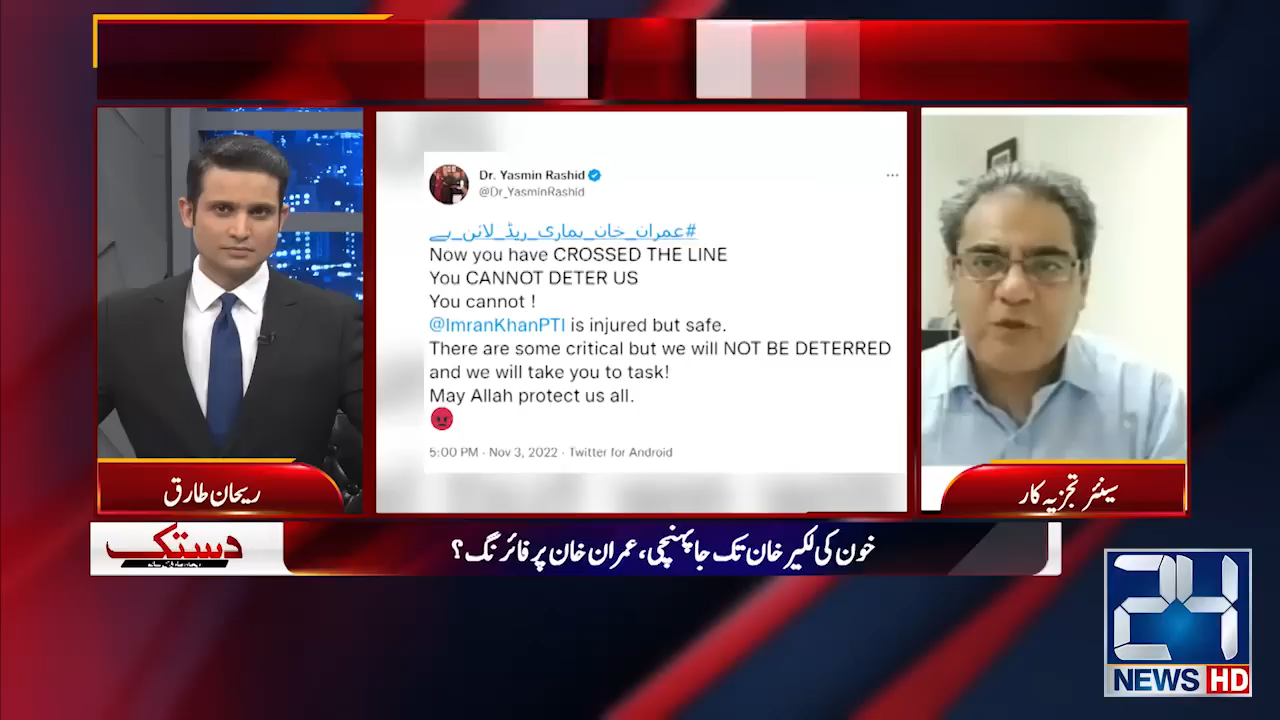 Dr. Yasmin Rashid
@Dr_YasminRashid
#عمران_خان_ہماری_ریڈ_لائن_ہے
Now you have CROSSED THE LINE
You CANNOT DETER US
You cannot !
@ImranKhanPTI is injured but safe.
There are some critical but we will NOT BE DETERRED
and we will take you to task!
May Allah protect us all.
5:00 PM · Nov 3, 2022 · Twitter for Android
ریحان طارق
سینئر تجزیہ کار
دستک
خون کی لکیر خان تک جا پہنچی، عمران خان پر فائرنگ؟
24
NEWS HD